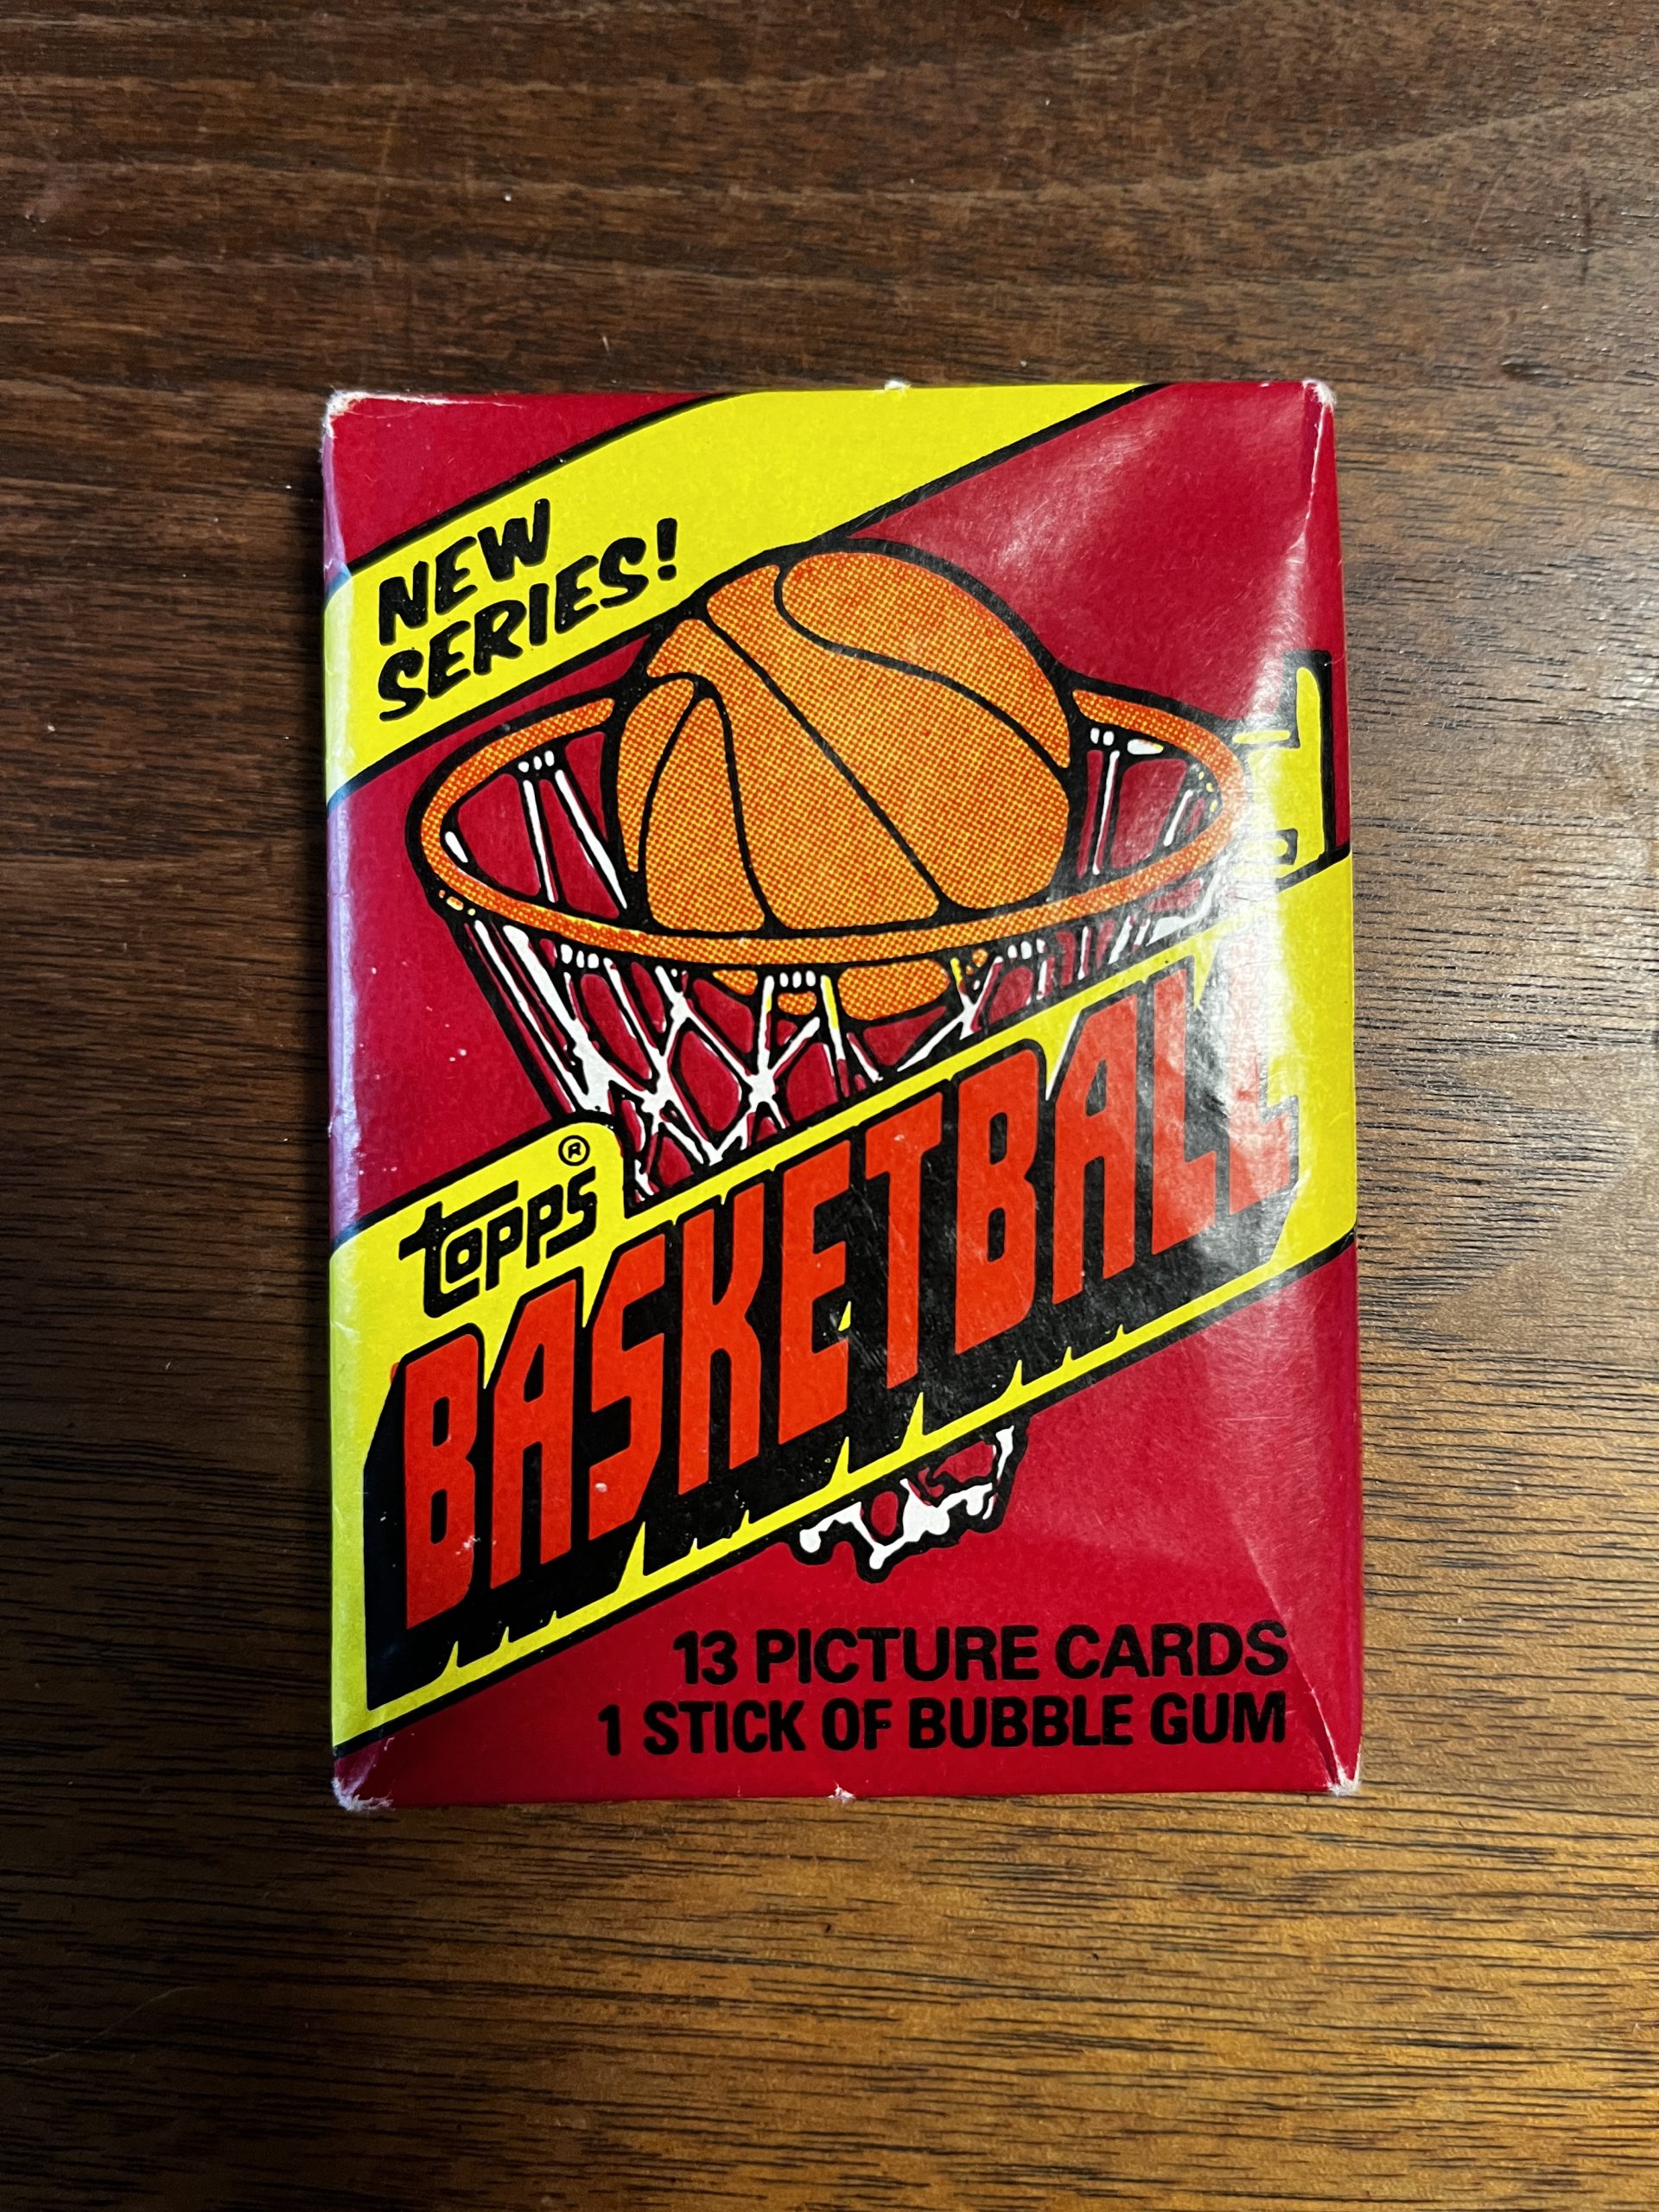 NEW
SERIES!
topps®
BASKETBALL
13 PICTURE CARDS
1 STICK OF BUBBLE GUM